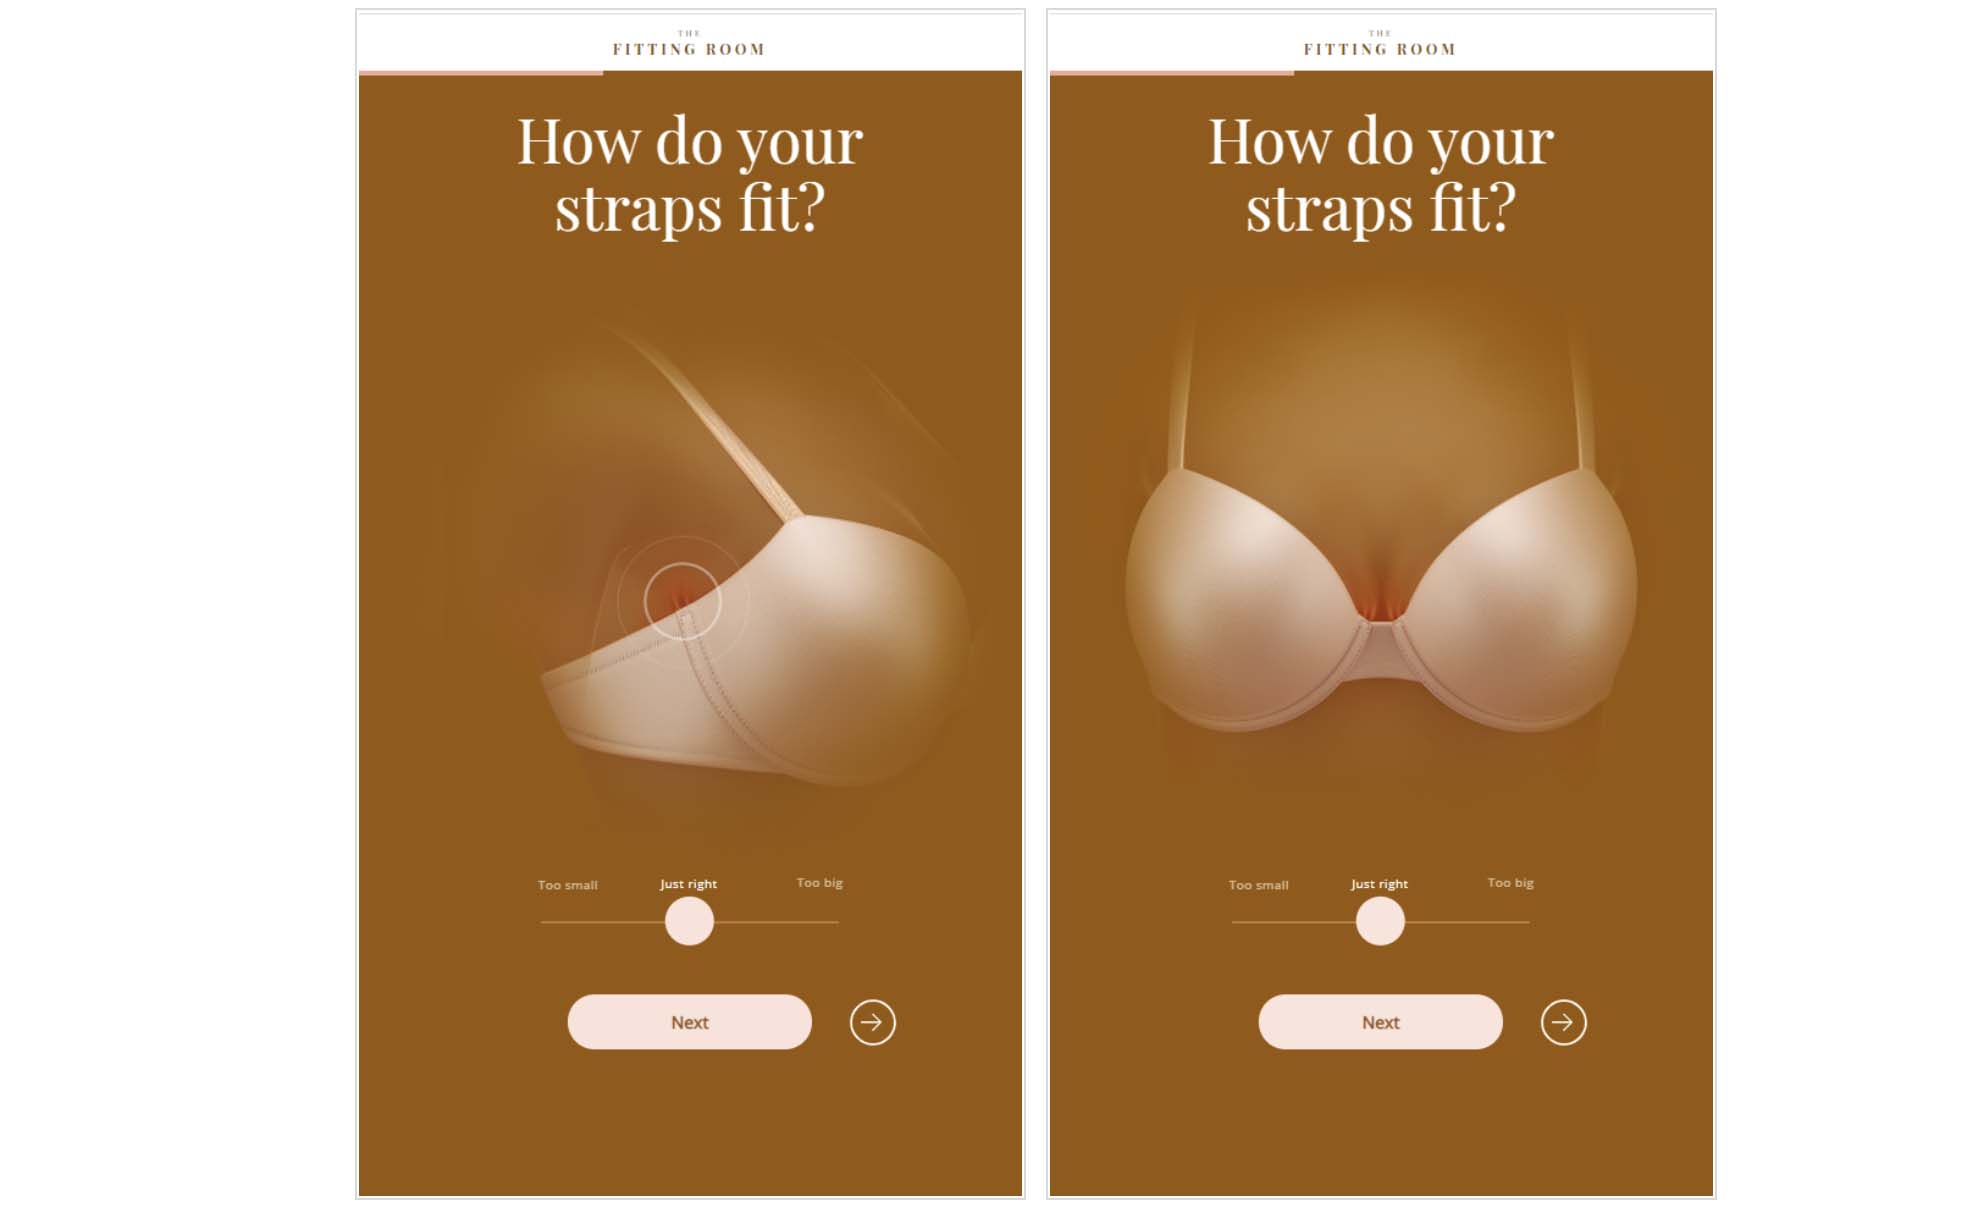 THE
FITTING ROOM
How do your
straps fit?
Too small
Just right
Too big
Next
THE
FITTING ROOM
How do your
straps fit?
Too small
Just right
Too big
Next